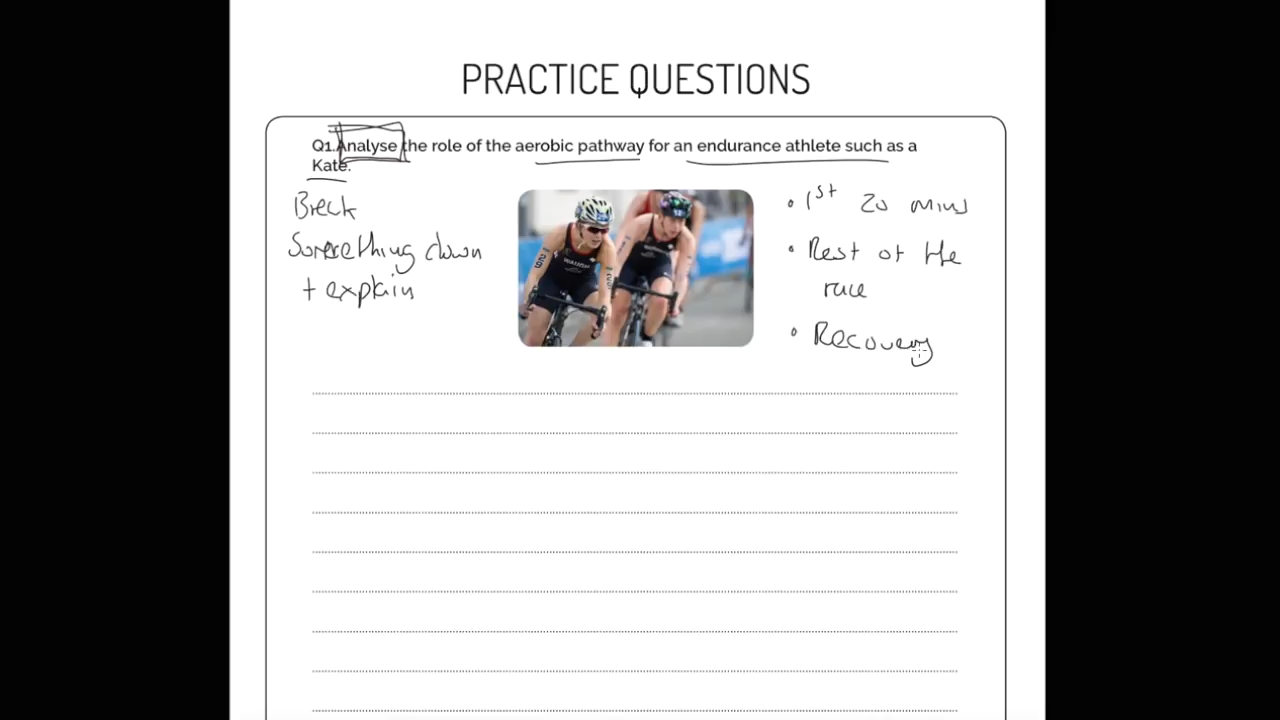 PRACTICE QUESTIONS
Q1.Analyse the role of the aerobic pathway for an endurance athlete such as a
Kate.
Break
Something down
+ explain
• 1st 20 mins
• Rest of the
race
• Recovery